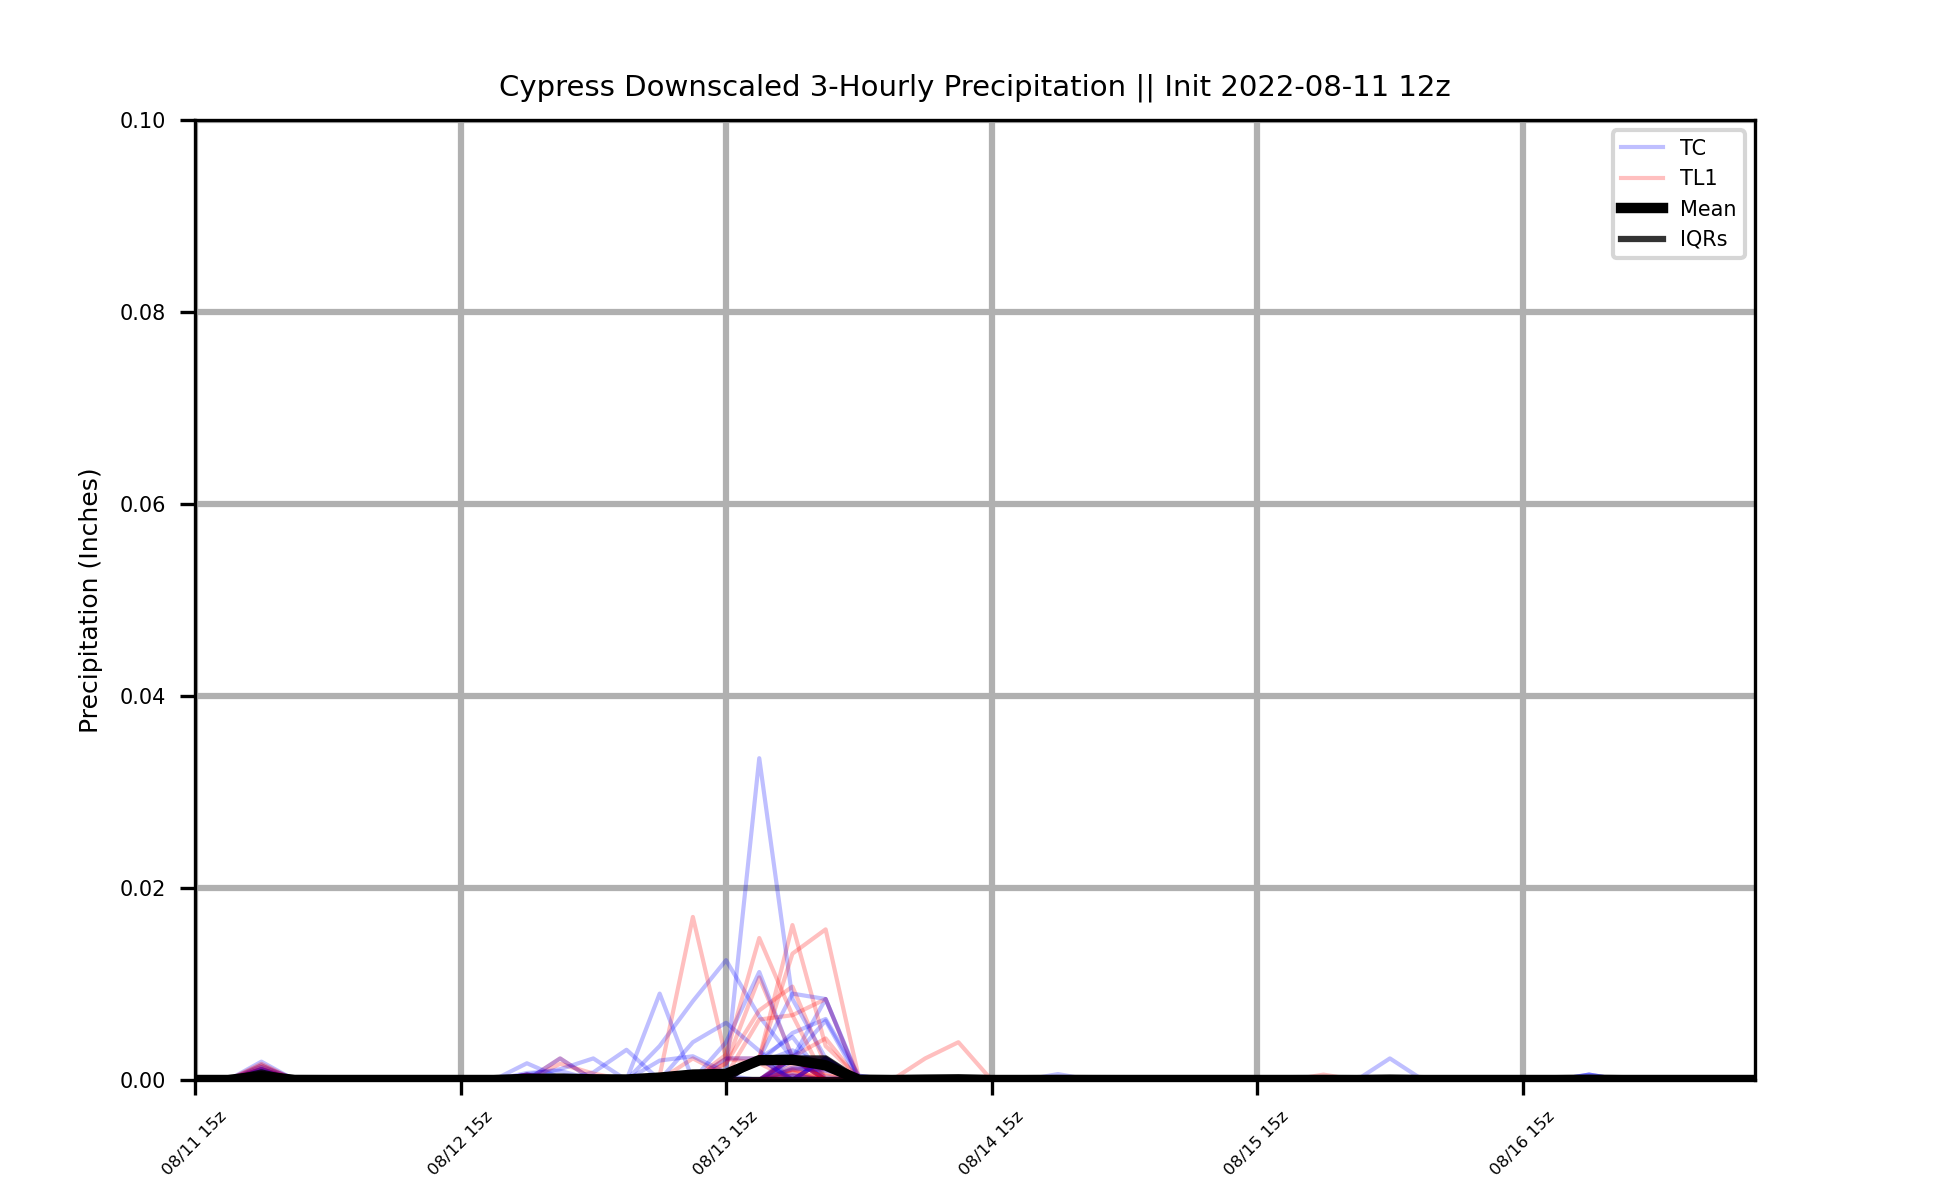 Cypress Downscaled 3-Hourly Precipitation || Init 2022-08-11 12z
0.10
0.08
0.06
0.04
0.02
0.00
Precipitation (Inches)
TC
TL1
Mean
IQRs
08/11 15z
08/12 15z
08/13 15z
08/14 15z
08/15 15z
08/16 15z